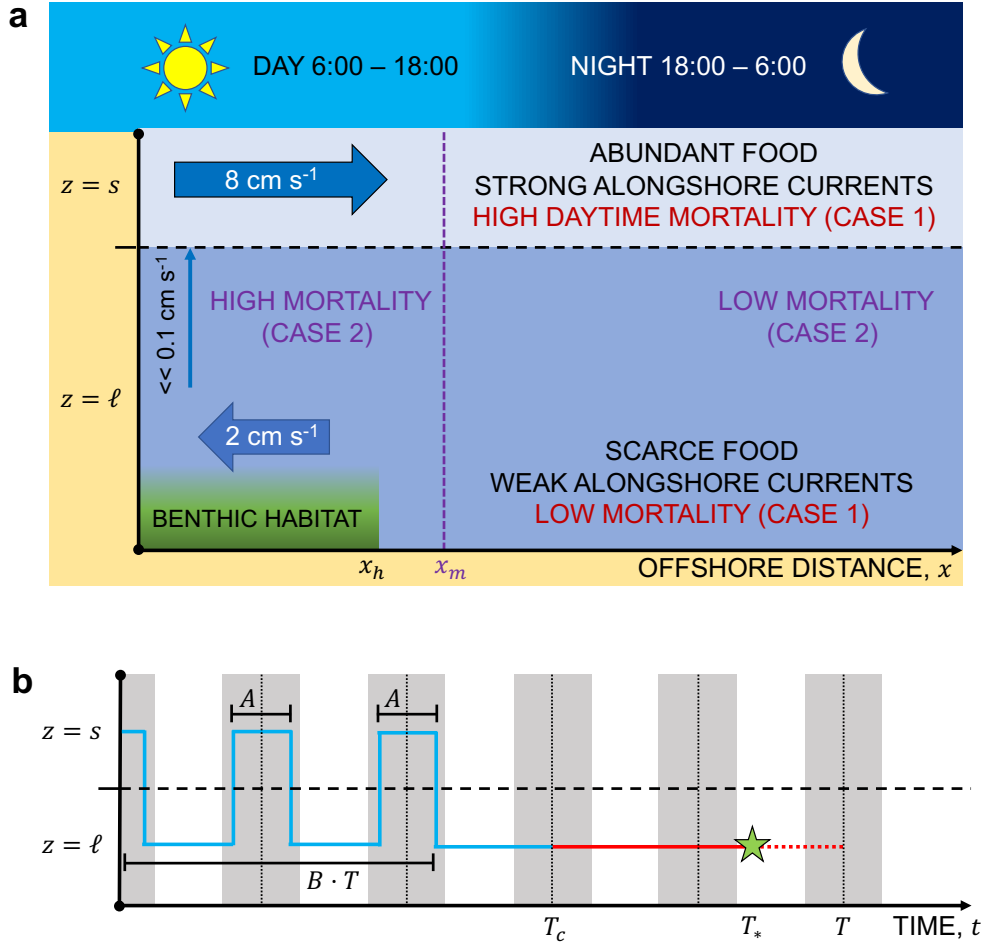 a
DAY 6:00 – 18:00
NIGHT 18:00 – 6:00
z = s
8 cm s⁻¹
ABUNDANT FOOD
STRONG ALONGSHORE CURRENTS
HIGH DAYTIME MORTALITY (CASE 1)
<< 0.1 cm s⁻¹
HIGH MORTALITY
(CASE 2)
LOW MORTALITY
(CASE 2)
z = ℓ
2 cm s⁻¹
SCARCE FOOD
WEAK ALONGSHORE CURRENTS
LOW MORTALITY (CASE 1)
BENTHIC HABITAT
x_h
x_m
OFFSHORE DISTANCE, x
b
A
A
z = s
z = ℓ
B · T
T_c
T_*
T
TIME, t